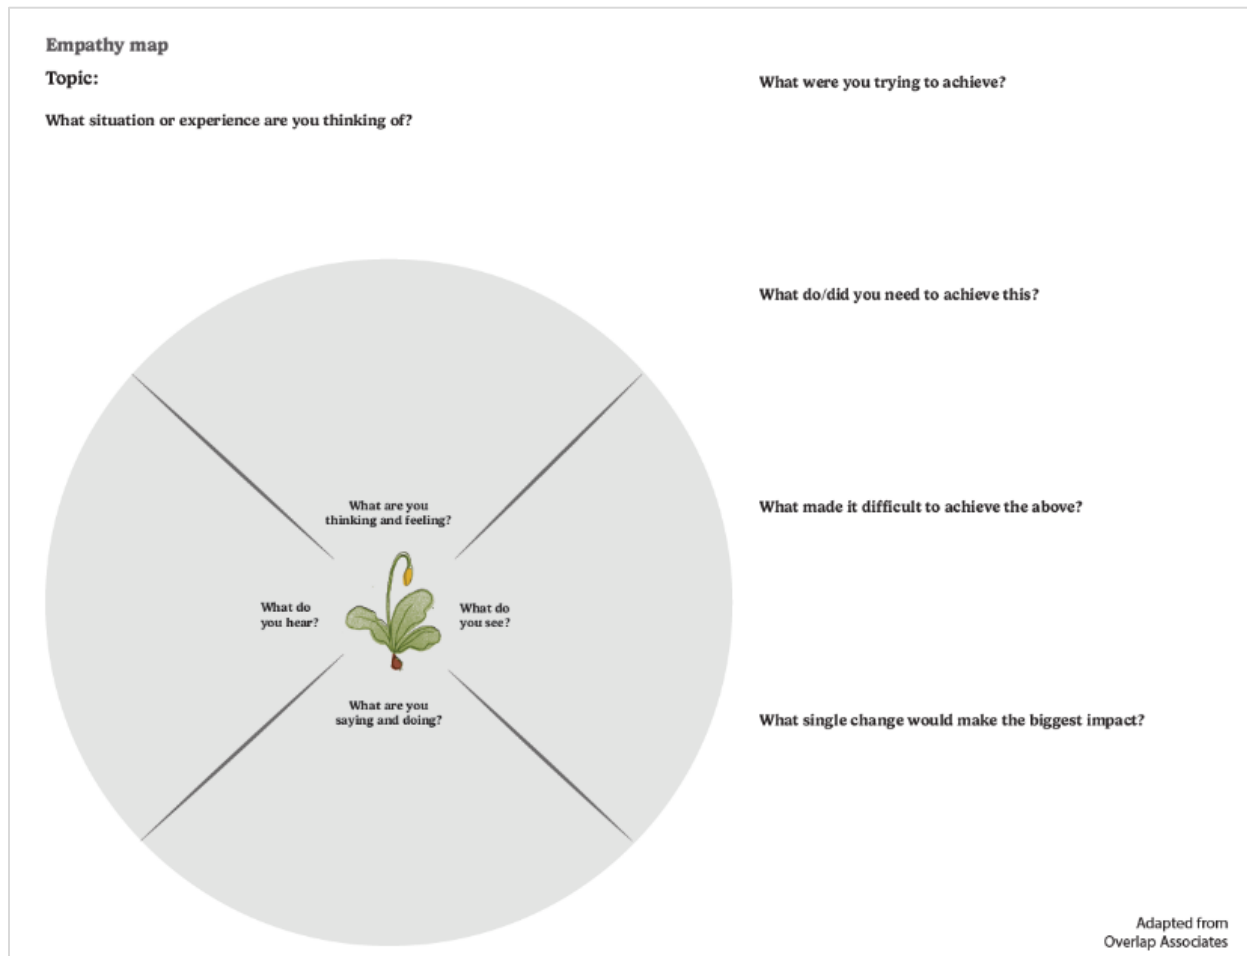 Empathy map
Topic:
What situation or experience are you thinking of?
What are you
thinking and feeling?
What do
you hear?
What do
you see?
What are you
saying and doing?
What were you trying to achieve?
What do/did you need to achieve this?
What made it difficult to achieve the above?
What single change would make the biggest impact?
Adapted from
Overlap Associates